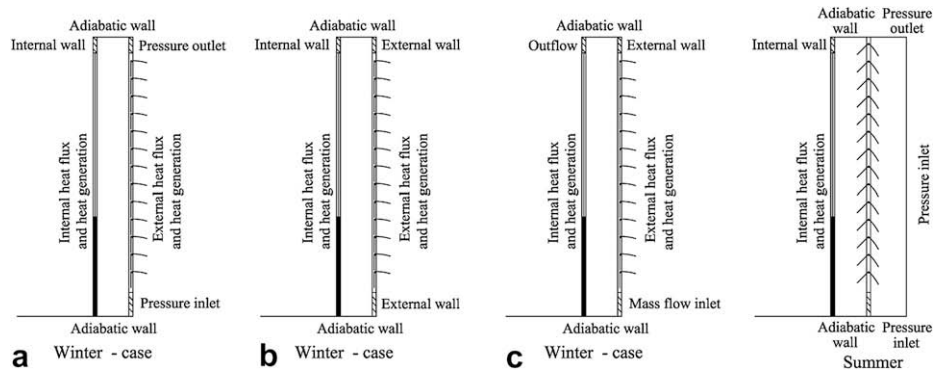 Adiabatic wall
Internal wall
Pressure outlet
Internal heat flux
and heat generation
External heat flux
and heat generation
Pressure inlet
Adiabatic wall
a Winter - case
Adiabatic wall
Internal wall
External wall
Internal heat flux
and heat generation
External heat flux
and heat generation
External wall
Adiabatic wall
b Winter - case
Adiabatic wall
Outflow
External wall
Internal heat flux
and heat generation
External heat flux
and heat generation
Mass flow inlet
Adiabatic wall
c Winter - case
Adiabatic
wall
Pressure
outlet
Internal wall
Internal heat flux
and heat generation
Pressure inlet
Adiabatic
wall
Pressure
inlet
Summer